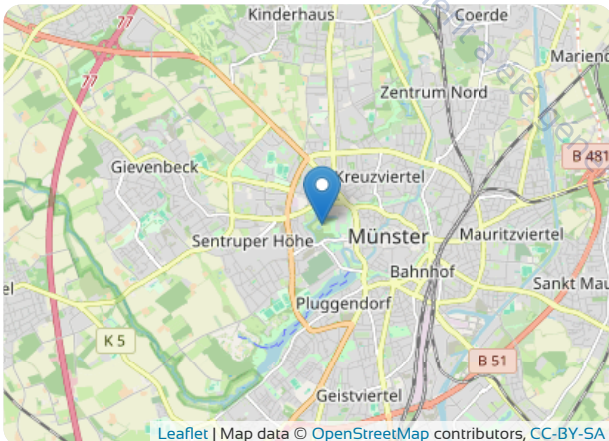 77
Kinderhaus
Coerde
Mariend
77
Zentrum Nord
B 481
Gievenbeck
Kreuzviertel
Sentruper Höhe
Münster
Mauritzviertel
Bahnhof
el
Sankt Mau
Pluggendorf
K 5
B 51
Geistviertel
Leaflet | Map data © OpenStreetMap contributors, CC-BY-SA